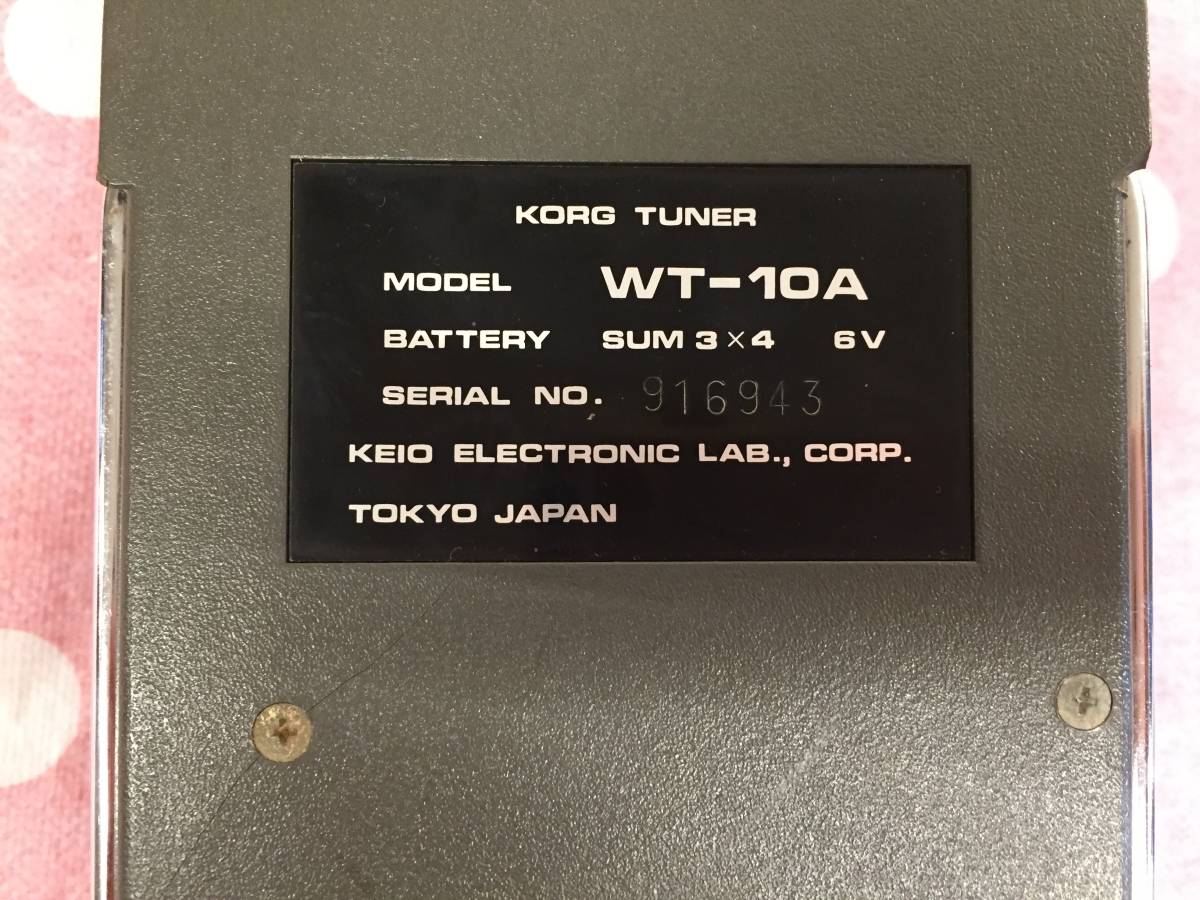 KORG TUNER
MODEL WT-10A
BATTERY SUM 3×4 6V
SERIAL NO. 916943
KEIO ELECTRONIC LAB., CORP.
TOKYO JAPAN